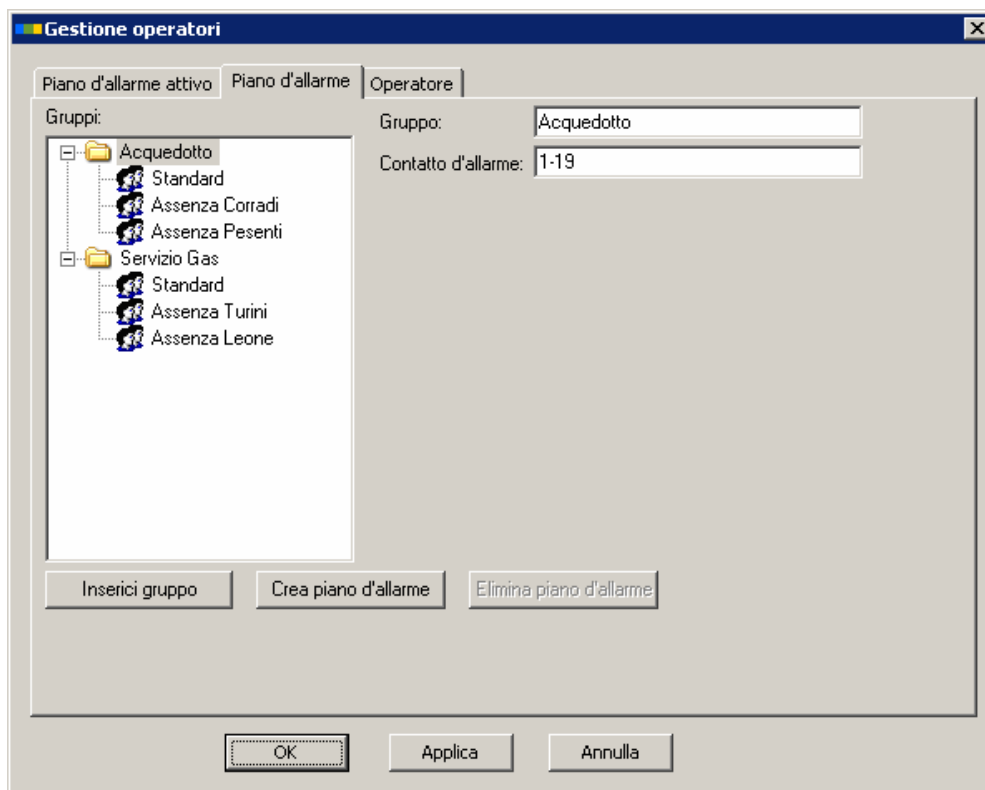 Gestione operatori
Piano d'allarme attivo
Piano d'allarme
Operatore
Gruppi:
Acquedotto
Standard
Assenza Corradi
Assenza Pesenti
Servizio Gas
Standard
Assenza Turini
Assenza Leone
Gruppo:
Acquedotto
Contatto d'allarme:
1-19
Inserici gruppo
Crea piano d'allarme
Elimina piano d'allarme
OK
Applica
Annulla